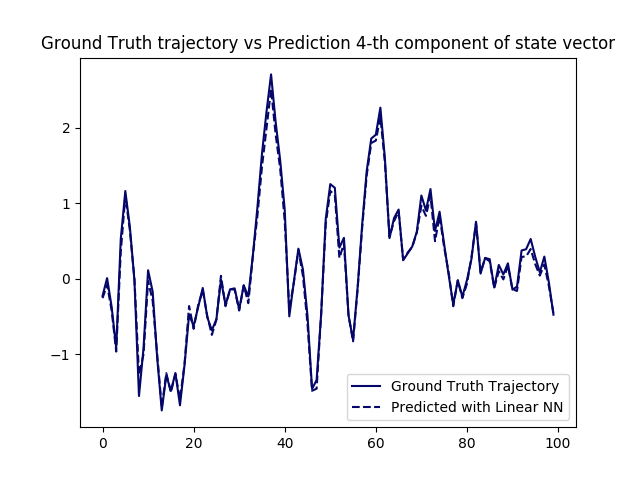 Ground Truth trajectory vs Prediction 4-th component of state vector
2
1
0
−1
Ground Truth Trajectory
Predicted with Linear NN
0 20 40 60 80 100